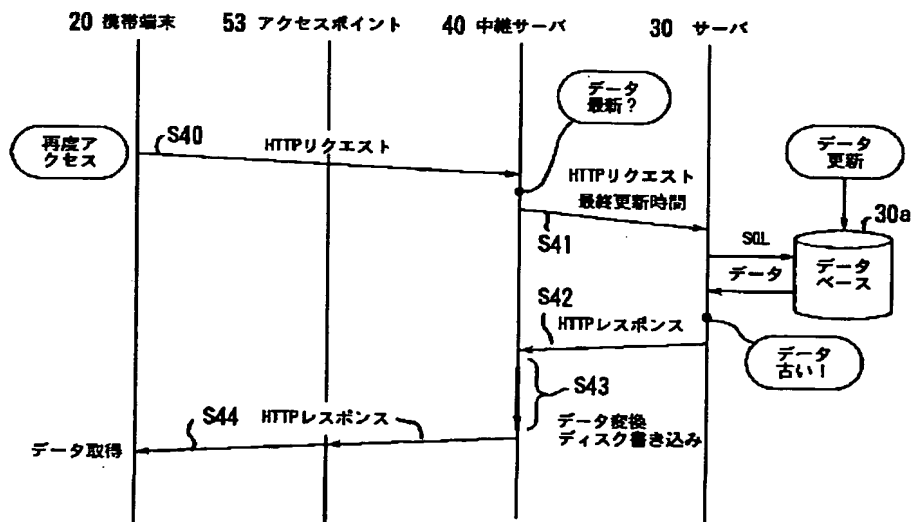 20 携帯端末
53 アクセスポイント
40 中継サーバ
30 サーバ
データ
最新?
再度ア
クセス
S40
HTTPリクエスト
データ
更新
HTTPリクエスト
最終更新時間
S41
30a
SQL
データ
データ
ベース
S42
HTTPレスポンス
データ
古い!
S43
データ変換
ディスク書き込み
S44
HTTPレスポンス
データ取得